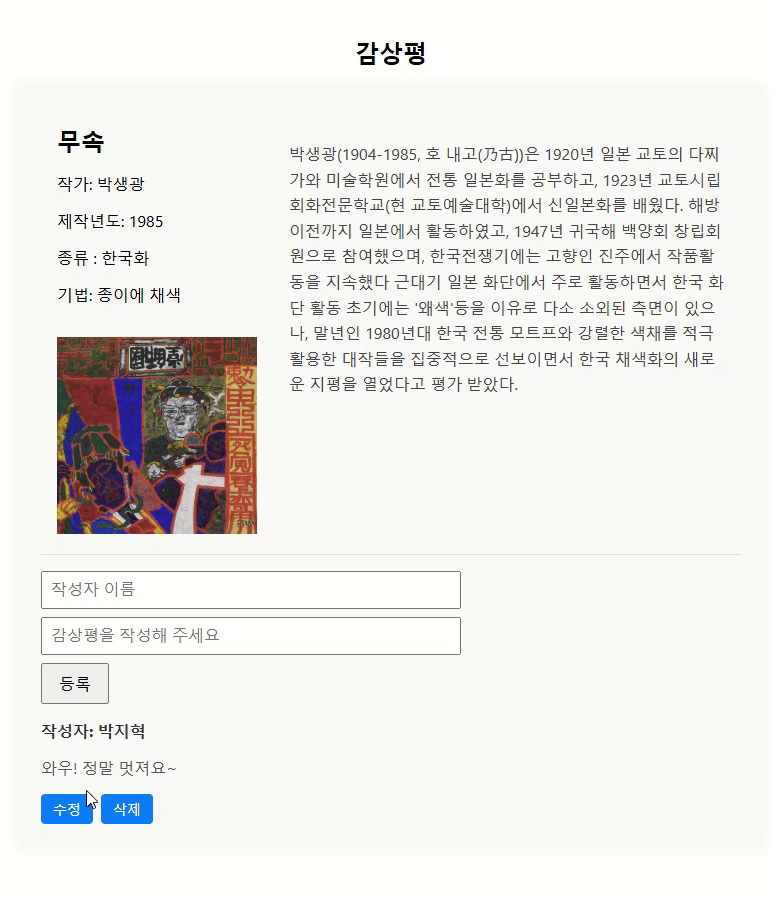 감상평
무속
작가: 박생광
제작년도: 1985
종류 : 한국화
기법: 종이에 채색
박생광(1904-1985, 호 내고(乃古))은 1920년 일본 교토의 다찌
가와 미술학원에서 전통 일본화를 공부하고, 1923년 교토시립
회화전문학교(현 교토예술대학)에서 신일본화를 배웠다. 해방
이전까지 일본에서 활동하였고, 1947년 귀국해 백양회 창립회
원으로 참여했으며, 한국전쟁기에는 고향인 진주에서 작품활
동을 지속했다 근대기 일본 화단에서 주로 활동하면서 한국 화
단 활동 초기에는 '왜색'등을 이유로 다소 소외된 측면이 있으
나, 말년인 1980년대 한국 전통 모트프와 강렬한 색채를 적극
활용한 대작들을 집중적으로 선보이면서 한국 채색화의 새로
운 지평을 열었다고 평가 받았다.
작성자 이름
감상평을 작성해 주세요
등록
작성자: 박지혁
와우! 정말 멋져요~
수정 삭제